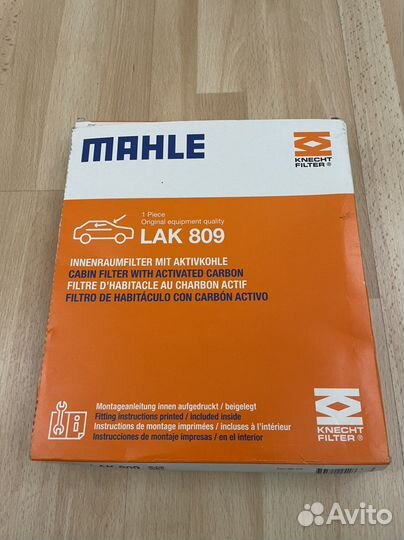 MAHLE
KNECHT
FILTER®
1 Piece
Original equipment quality
LAK 809
INNENRAUMFILTER MIT AKTIVKOHLE
CABIN FILTER WITH ACTIVATED CARBON
FILTRE D'HABITACLE AU CHARBON ACTIF
FILTRO DE HABITÁCULO CON CARBÓN ACTIVO
Montageanleitung innen aufgedruckt / beigelegt
Fitting instructions printed / included inside
Instructions de montage imprimées / incluses à l'intérieur
Instrucciones de montaje impresas / en el interior
KNECHT
FILTER®
LAK 809
Avito